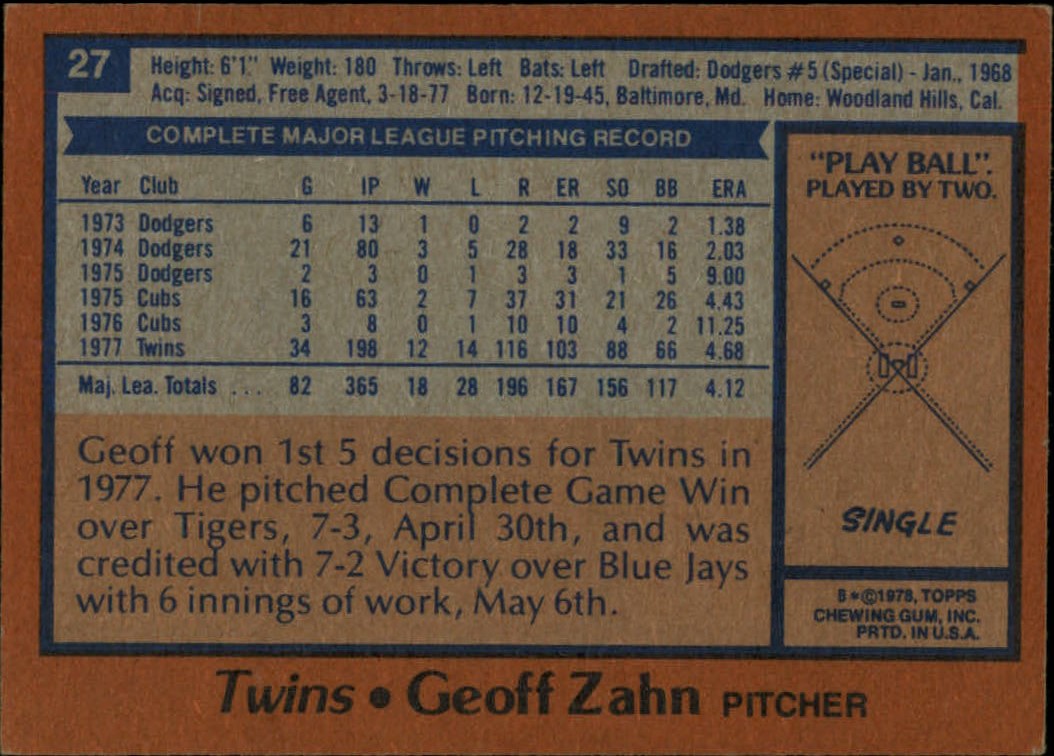 27
Height: 6'1" Weight: 180 Throws: Left Bats: Left Drafted: Dodgers #5 (Special) - Jan., 1968
Acq: Signed, Free Agent, 3-18-77 Born: 12-19-45, Baltimore, Md. Home: Woodland Hills, Cal.
COMPLETE MAJOR LEAGUE PITCHING RECORD
Year Club G IP W L R ER SO BB ERA
1973 Dodgers 6 13 1 0 2 2 9 2 1.38
1974 Dodgers 21 80 3 5 28 18 33 16 2.03
1975 Dodgers 2 3 0 1 3 3 1 5 9.00
1975 Cubs 16 63 2 7 37 31 21 26 4.43
1976 Cubs 3 8 0 1 10 10 4 2 11.25
1977 Twins 34 198 12 14 116 103 88 66 4.68
Maj. Lea. Totals .... 82 365 18 28 196 167 156 117 4.12
Geoff won 1st 5 decisions for Twins in
1977. He pitched Complete Game Win
over Tigers, 7-3, April 30th, and was
credited with 7-2 Victory over Blue Jays
with 6 innings of work, May 6th.
"PLAY BALL".
PLAYED BY TWO.
SINGLE
B*©1978, TOPPS
CHEWING GUM, INC.
PRTD. IN U.S.A.
Twins • Geoff Zahn PITCHER